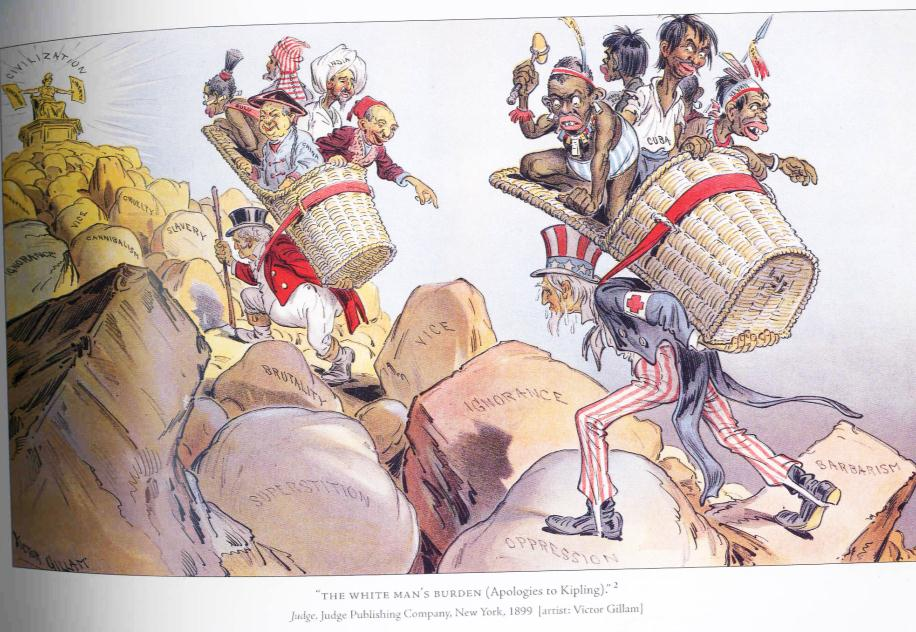 CIVILIZATION
INDIA
CUBA
VICE
CRUELTY
SLAVERY
CANNIBALISM
IGNORANCE
VICE
BRUTALITY
IGNORANCE
SUPERSTITION
BARBARISM
OPPRESSION
VICTOR GILLAM
"THE WHITE MAN'S BURDEN (Apologies to Kipling)." 2
Judge, Judge Publishing Company, New York, 1899 [artist: Victor Gillam]